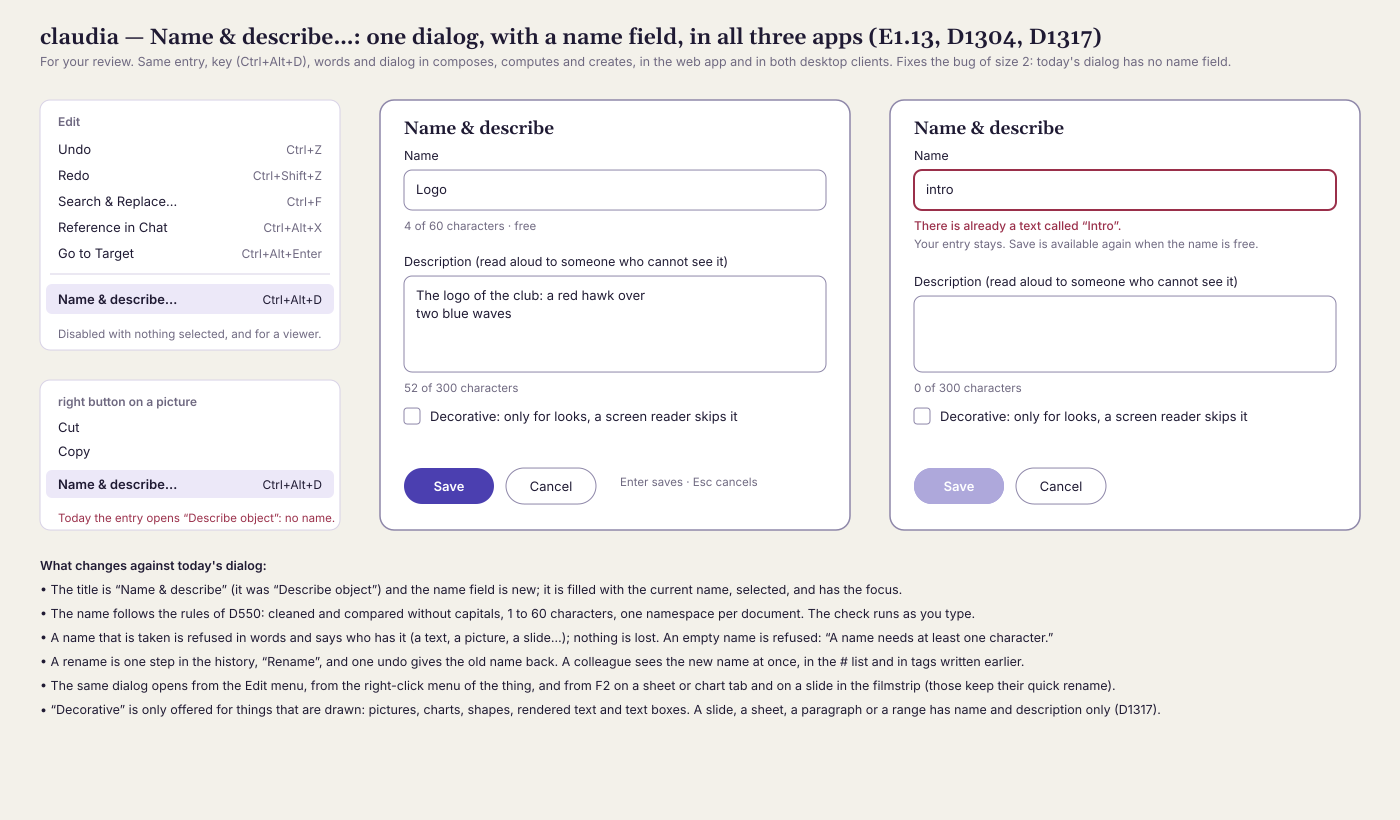 claudia — Name & describe…: one dialog, with a name field, in all three apps (E1.13, D1304, D1317)
For your review. Same entry, key (Ctrl+Alt+D), words and dialog in composes, computes and creates, in the web app and in both desktop clients. Fixes the bug of size 2: today's dialog has no name field.
Edit
Undo Ctrl+Z
Redo Ctrl+Shift+Z
Search & Replace… Ctrl+F
Reference in Chat Ctrl+Alt+X
Go to Target Ctrl+Alt+Enter
Name & describe… Ctrl+Alt+D
Disabled with nothing selected, and for a viewer.
right button on a picture
Cut
Copy
Name & describe… Ctrl+Alt+D
Today the entry opens “Describe object”: no name.
Name & describe
Name
Logo
4 of 60 characters · free
Description (read aloud to someone who cannot see it)
The logo of the club: a red hawk over
two blue waves
52 of 300 characters
Decorative: only for looks, a screen reader skips it
Save Cancel Enter saves · Esc cancels
Name & describe
Name
intro
There is already a text called “Intro”.
Your entry stays. Save is available again when the name is free.
Description (read aloud to someone who cannot see it)
0 of 300 characters
Decorative: only for looks, a screen reader skips it
Save Cancel
What changes against today's dialog:
• The title is “Name & describe” (it was “Describe object”) and the name field is new; it is filled with the current name, selected, and has the focus.
• The name follows the rules of D550: cleaned and compared without capitals, 1 to 60 characters, one namespace per document. The check runs as you type.
• A name that is taken is refused in words and says who has it (a text, a picture, a slide…); nothing is lost. An empty name is refused: “A name needs at least one character.”
• A rename is one step in the history, “Rename”, and one undo gives the old name back. A colleague sees the new name at once, in the # list and in tags written earlier.
• The same dialog opens from the Edit menu, from the right-click menu of the thing, and from F2 on a sheet or chart tab and on a slide in the filmstrip (those keep their quick rename).
• “Decorative” is only offered for things that are drawn: pictures, charts, shapes, rendered text and text boxes. A slide, a sheet, a paragraph or a range has name and description only (D1317).